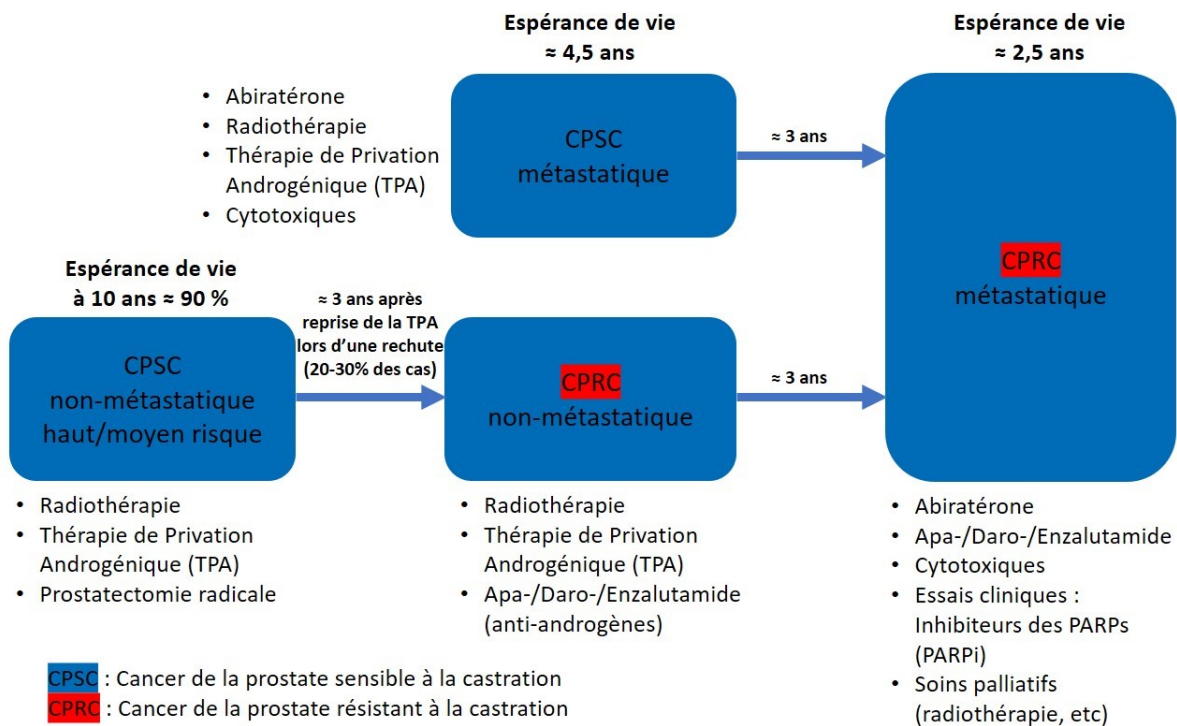 Espérance de vie
≈ 4,5 ans
Espérance de vie
≈ 2,5 ans
• Abiratérone
• Radiothérapie
• Thérapie de Privation
Androgénique (TPA)
• Cytotoxiques
CPSC
métastatique
≈ 3 ans
CPRC
métastatique
Espérance de vie
à 10 ans ≈ 90 %
CPSC
non-métastatique
haut/moyen risque
≈ 3 ans après
reprise de la TPA
lors d’une rechute
(20-30% des cas)
CPRC
non-métastatique
≈ 3 ans
• Radiothérapie
• Thérapie de Privation
Androgénique (TPA)
• Prostatectomie radicale
• Radiothérapie
• Thérapie de Privation
Androgénique (TPA)
• Apa-/Daro-/Enzalutamide
(anti-androgènes)
• Abiratérone
• Apa-/Daro-/Enzalutamide
• Cytotoxiques
• Essais cliniques :
Inhibiteurs des PARPs
(PARPi)
• Soins palliatifs
(radiothérapie, etc)
CPSC : Cancer de la prostate sensible à la castration
CPRC : Cancer de la prostate résistant à la castration